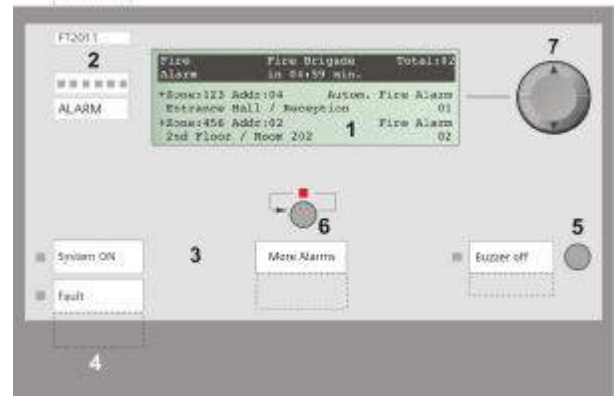 FT2011
2
7
Fire Fire Brigade Total:02
Alarm in 04:59 min.
*Zone:123 Addr:04 Autom. Fire Alarm
Entrance Hall / Reception 01
+Zone:456 Addr:02 Fire Alarm
2nd Floor / Room 202 02
1
ALARM
6
5
System ON
3
More Alarms
Buzzer off
Fault
4